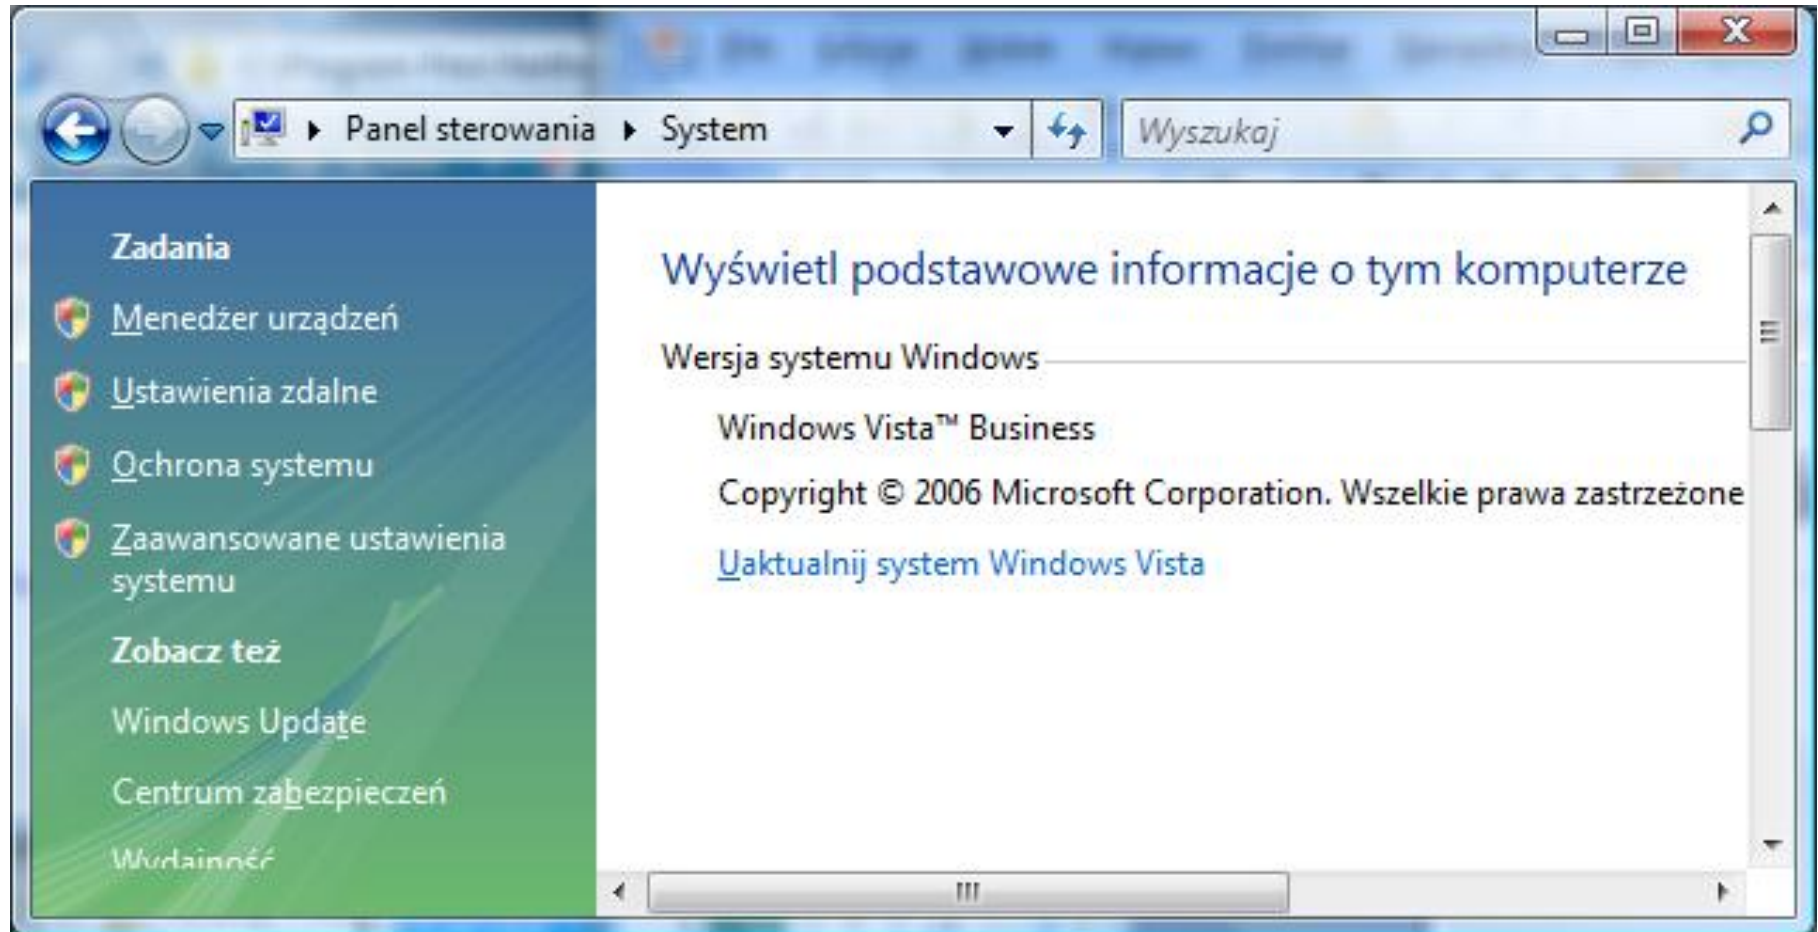 Panel sterowania
System
Wyszukaj
Zadania
Menedżer urządzeń
Ustawienia zdalne
Ochrona systemu
Zaawansowane ustawienia
systemu
Zobacz też
Windows Update
Centrum zabezpieczeń
Wydajność
Wyświetl podstawowe informacje o tym komputerze
Wersja systemu Windows
Windows Vista™ Business
Copyright © 2006 Microsoft Corporation. Wszelkie prawa zastrzeżone
Uaktualnij system Windows Vista